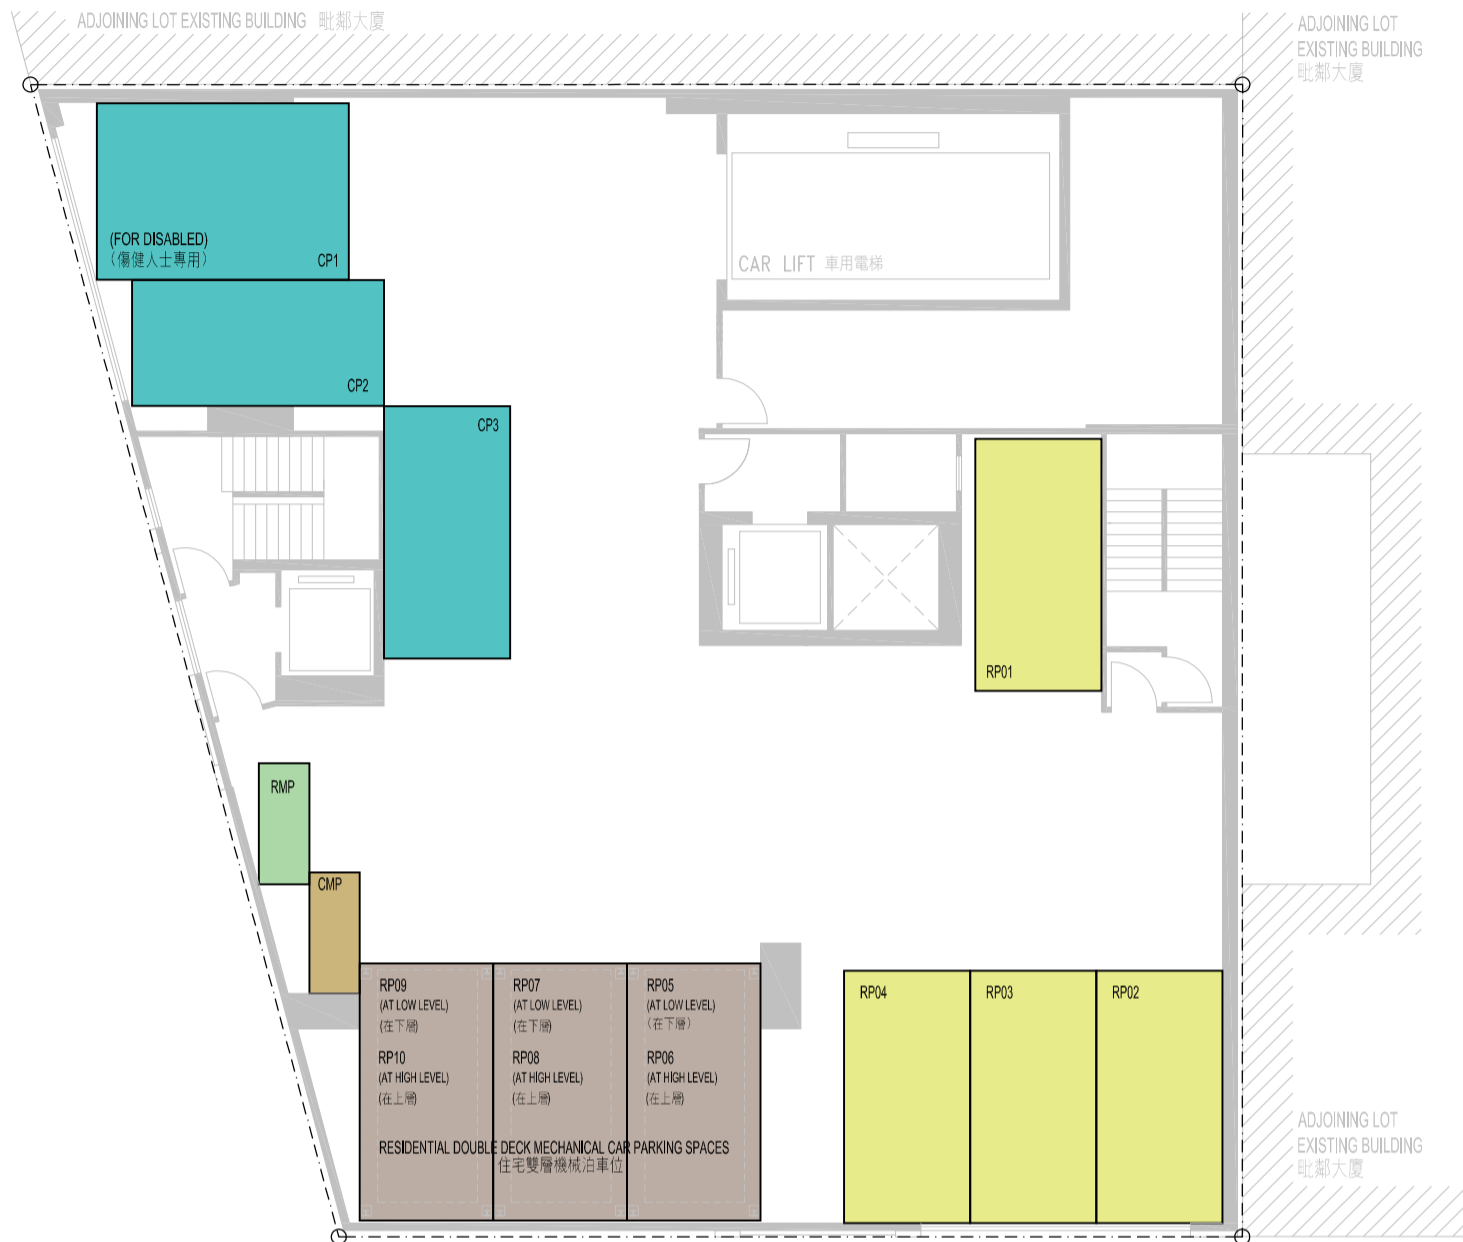 ADJOINING LOT EXISTING BUILDING 毗鄰大廈
ADJOINING LOT
EXISTING BUILDING
毗鄰大廈
(FOR DISABLED)
(傷健人士專用)
CP1
CAR LIFT 車用電梯
CP2
CP3
RP01
RMP
CMP
RP09
(AT LOW LEVEL)
(在下層)
RP10
(AT HIGH LEVEL)
(在上層)
RP07
(AT LOW LEVEL)
(在下層)
RP08
(AT HIGH LEVEL)
(在上層)
RP05
(AT LOW LEVEL)
(在下層)
RP06
(AT HIGH LEVEL)
(在上層)
RESIDENTIAL DOUBLE DECK MECHANICAL CAR PARKING SPACES
住宅雙層機械泊車位
RP04
RP03
RP02
ADJOINING LOT
EXISTING BUILDING
毗鄰大廈